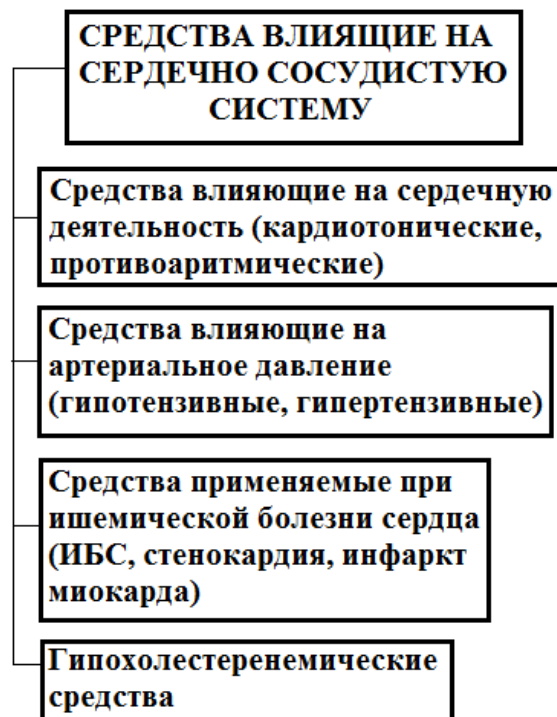 СРЕДСТВА ВЛИЯЩИЕ НА
СЕРДЕЧНО СОСУДИСТУЮ
СИСТЕМУ
Средства влияющие на сердечную
деятельность (кардиотонические,
противоаритмические)
Средства влияющие на
артериальное давление
(гипотензивные, гипертензивные)
Средства применяемые при
ишемической болезни сердца
(ИБС, стенокардия, инфаркт
миокарда)
Гипохолестеренемические
средства